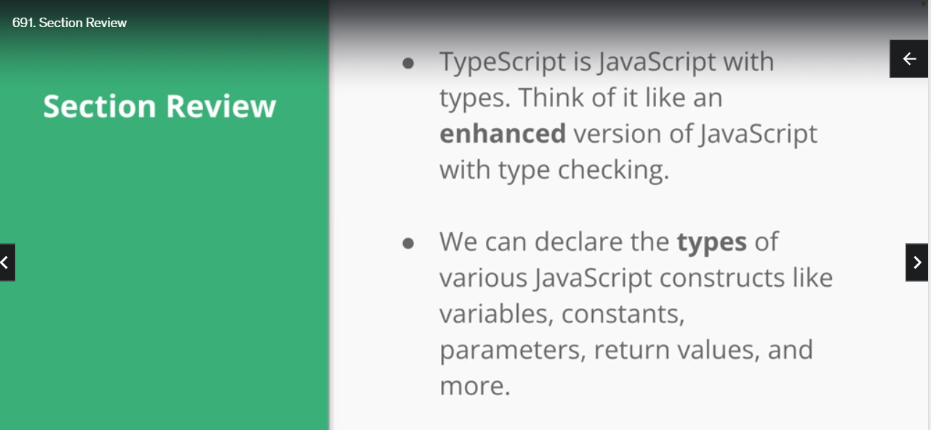 691. Section Review
Section Review
● TypeScript is JavaScript with
types. Think of it like an
enhanced version of JavaScript
with type checking.
● We can declare the types of
various JavaScript constructs like
variables, constants,
parameters, return values, and
more.